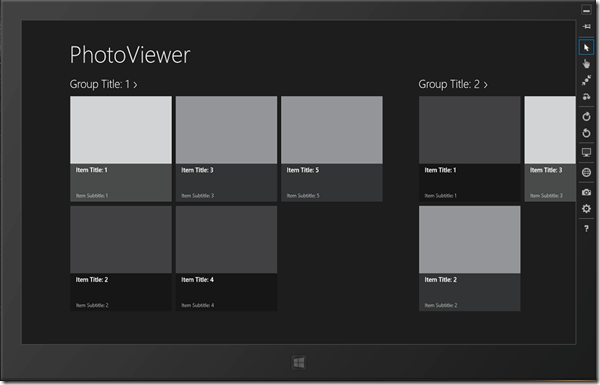 PhotoViewer
Group Title: 1 >
Item Title: 1
Item Subtitle: 1
Item Title: 3
Item Subtitle: 3
Item Title: 5
Item Subtitle: 5
Item Title: 2
Item Subtitle: 2
Item Title: 4
Item Subtitle: 4
Group Title: 2 >
Item Title: 1
Item Subtitle: 1
Item Title: 3
Item Subtitle: 3
Item Title: 2
Item Subtitle: 2
?